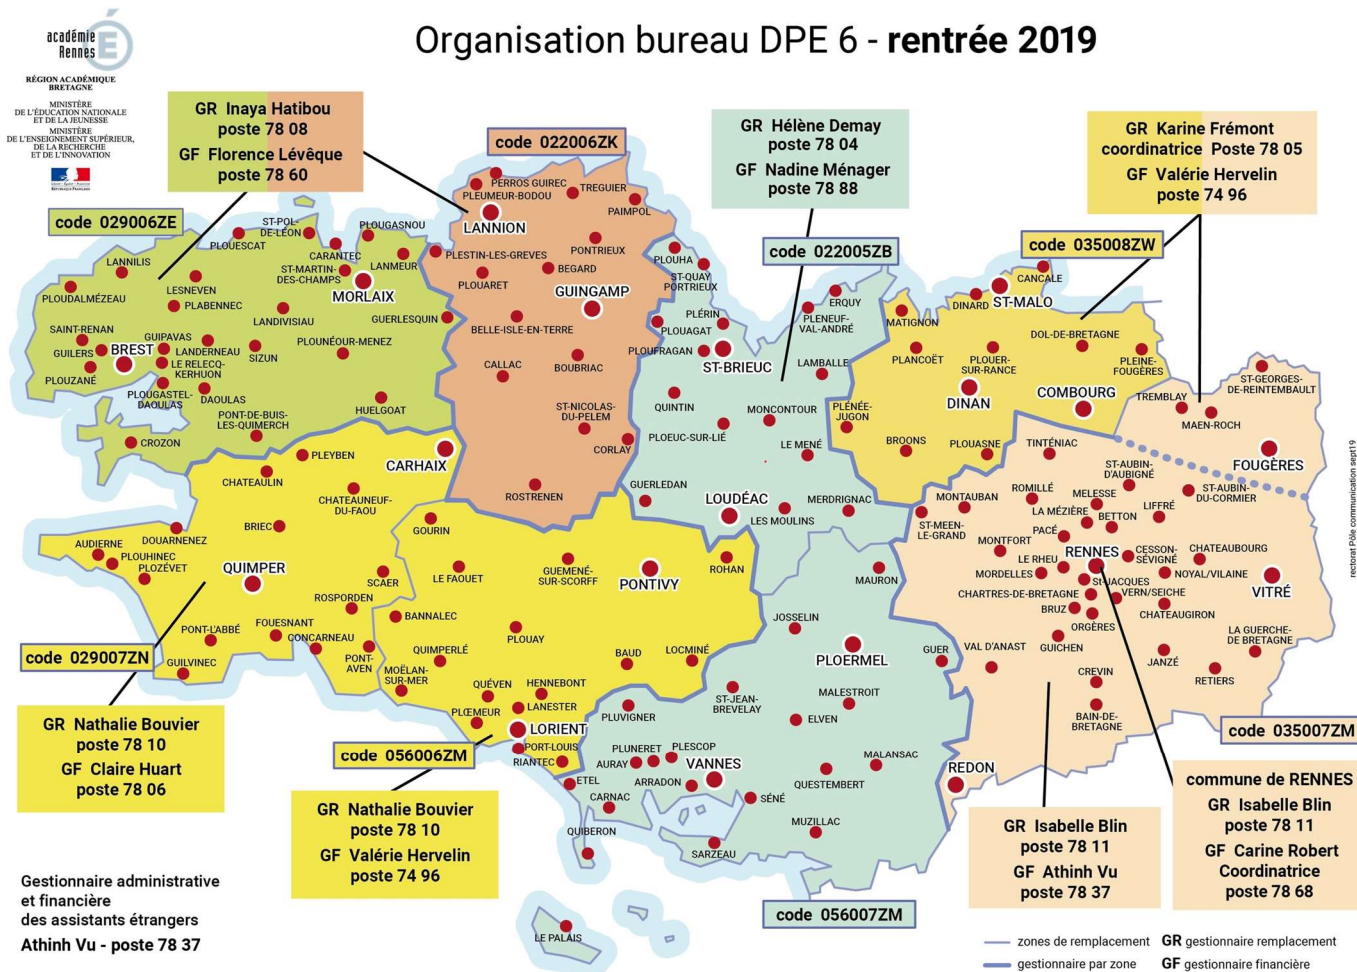 Organisation bureau DPE 6 - rentrée 2019
académie
Rennes
RÉGION ACADÉMIQUE
BRETAGNE
MINISTÈRE
DE L'ÉDUCATION NATIONALE
ET DE LA JEUNESSE
MINISTÈRE
DE L'ENSEIGNEMENT SUPÉRIEUR,
DE LA RECHERCHE
ET DE L'INNOVATION
GR Inaya Hatibou
poste 78 08
GF Florence Lévêque
poste 78 60
code 022006ZK
GR Hélène Demay
poste 78 04
GF Nadine Ménager
poste 78 88
GR Karine Frémont
coordinatrice Poste 78 05
GF Valérie Hervelin
poste 74 96
code 029006ZE
code 022005ZB
code 035008ZW
PERROS GUIREC
PLEUMEUR-BODOU
TREGUIER
PAIMPOL
LANNION
PLESTIN-LES-GREVES
PONTRIEUX
BEGARD
PLOUARET
GUINGAMP
BELLE-ISLE-EN-TERRE
CALLAC
BOUBRIAC
ST-NICOLAS-
DU-PELEM
CORLAY
ROSTRENEN
ST-POL-
DE-LÉON
PLOUGASNOU
PLOUESCAT
CARANTEC
LANMEUR
ST-MARTIN-
DES-CHAMPS
MORLAIX
LANNILIS
LESNEVEN
PLOUDALMÉZEAU
PLABENNEC
LANDIVISIAU
GUERLESQUIN
SAINT-RENAN
GUIPAVAS
BREST
GUILERS
LANDERNEAU
LE RELECQ-
KERHUON
SIZUN
PLOUNÉOUR-MENEZ
PLOUZANÉ
PLOUGASTEL-
DAOULAS
DAOULAS
HUELGOAT
PONT-DE-BUIS-
LES-QUIMERCH
CROZON
PLOUHA
ST-QUAY
PORTRIEUX
ERQUY
PLENEUF-
VAL-ANDRÉ
PLÉRIN
PLOUAGAT
PLOUFRAGAN
ST-BRIEUC
LAMBALLE
QUINTIN
MONCONTOUR
PLOEUC-SUR-LIÉ
LE MENÉ
GUERLEDAN
LOUDÉAC
LES MOULINS
MERDRIGNAC
CANCALE
DINARD
ST-MALO
MATIGNON
DOL-DE-BRETAGNE
PLANCOËT
PLOUER-
SUR-RANCE
PLEINE-
FOUGÈRES
DINAN
COMBOURG
PLÉNÉE-
JUGON
BROONS
PLOUASNE
ST-GEORGES-
DE-REINTEMBAULT
TREMBLAY
MAEN-ROCH
FOUGÈRES
TINTÉNIAC
ST-AUBIN-
D'AUBIGNÉ
ST-AUBIN-
DU-CORMIER
ROMILLÉ
MELESSE
MONTAUBAN
LA MÉZIÈRE
LIFFRÉ
BETTON
ST-MEEN-
LE-GRAND
PACÉ
MONTFORT
RENNES
LE RHEU
CESSON-
SÉVIGNÉ
CHATEAUBOURG
MORDELLES
NOYAL/VILAINE
VITRÉ
ST-JACQUES
CHARTRES-DE-BRETAGNE
VERN/SEICHE
BRUZ
CHATEAUGIRON
ORGÈRES
GUICHEN
VAL D'ANAST
LA GUERCHE-
DE BRETAGNE
JANZÉ
RETIERS
CREVIN
BAIN-DE-
BRETAGNE
REDON
CARHAIX
PLEYBEN
CHATEAULIN
CHATEAUNEUF-
DU-FAOU
BRIEC
DOUARNENEZ
AUDIERNE
PLOUHINEC
PLOZÉVET
QUIMPER
SCAER
ROSPORDEN
FOUESNANT
PONT-L'ABBÉ
CONCARNEAU
PONT-
AVEN
GUILVINEC
GOURIN
LE FAOUET
GUEMENÉ-
SUR-SCORFF
PONTIVY
ROHAN
BANNALEC
PLOUAY
QUIMPERLÉ
BAUD
LOCMINÉ
MOËLAN-
SUR-MER
QUÉVEN
HENNEBONT
LANESTER
PLŒMEUR
LORIENT
PORT-LOUIS
RIANTEC
MAURON
JOSSELIN
PLOERMEL
GUER
ST-JEAN-
BREVELAY
MALESTROIT
ELVEN
PLUVIGNER
PLUNERET
PLESCOP
AURAY
VANNES
MALANSAC
ARRADON
QUESTEMBERT
ETEL
CARNAC
SÉNÉ
MUZILLAC
QUIBERON
SARZEAU
LE PALAIS
code 029007ZN
code 056006ZM
code 035007ZM
code 056007ZM
GR Nathalie Bouvier
poste 78 10
GF Claire Huart
poste 78 06
GR Nathalie Bouvier
poste 78 10
GF Valérie Hervelin
poste 74 96
GR Isabelle Blin
poste 78 11
GF Athinh Vu
poste 78 37
commune de RENNES
GR Isabelle Blin
poste 78 11
GF Carine Robert
Coordinatrice
poste 78 68
Gestionnaire administrative
et financière
des assistants étrangers
Athinh Vu - poste 78 37
zones de remplacement
gestionnaire par zone
GR gestionnaire remplacement
GF gestionnaire financière
rectorat Pôle communication sept19